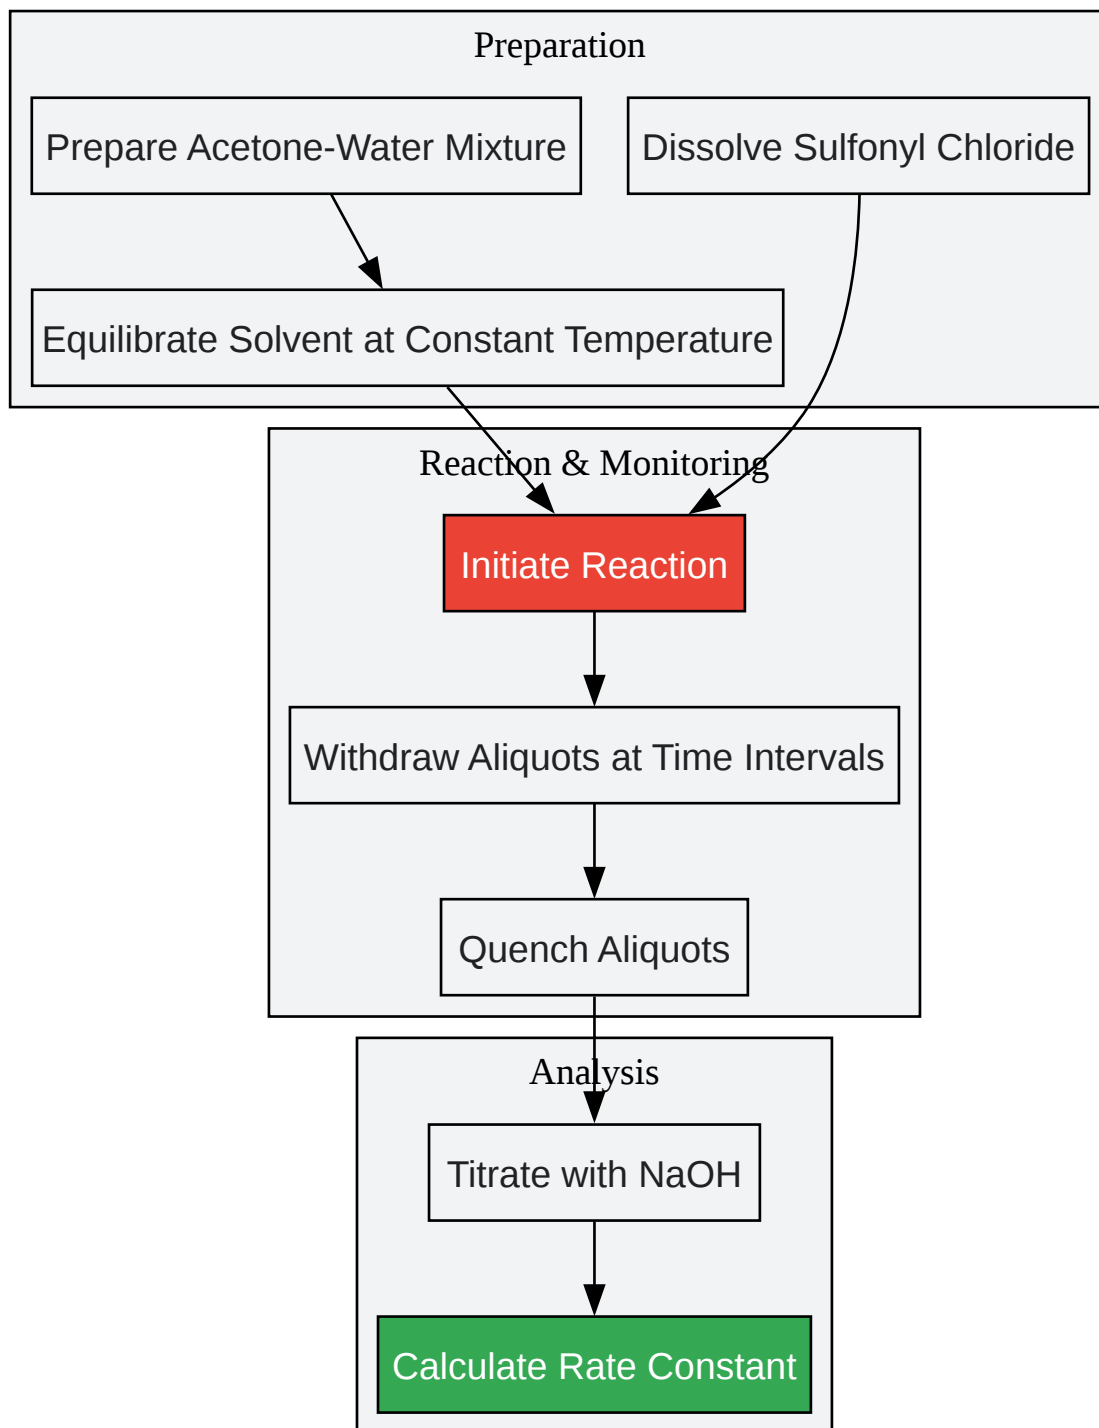 Preparation
Prepare Acetone-Water Mixture
Dissolve Sulfonyl Chloride
Equilibrate Solvent at Constant Temperature
Reaction & Monitoring
Initiate Reaction
Withdraw Aliquots at Time Intervals
Quench Aliquots
Analysis
Titrate with NaOH
Calculate Rate Constant